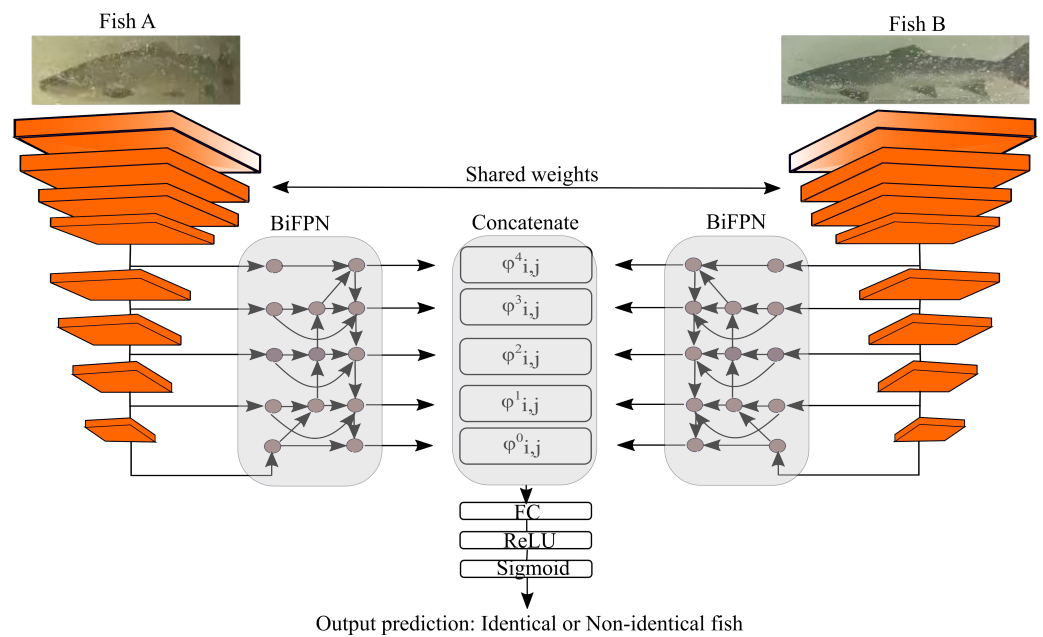 Fish A
Fish B
Shared weights
BiFPN
Concatenate
BiFPN
φ⁴i,j
φ³i,j
φ²i,j
φ¹i,j
φ⁰i,j
FC
ReLU
Sigmoid
Output prediction: Identical or Non-identical fish